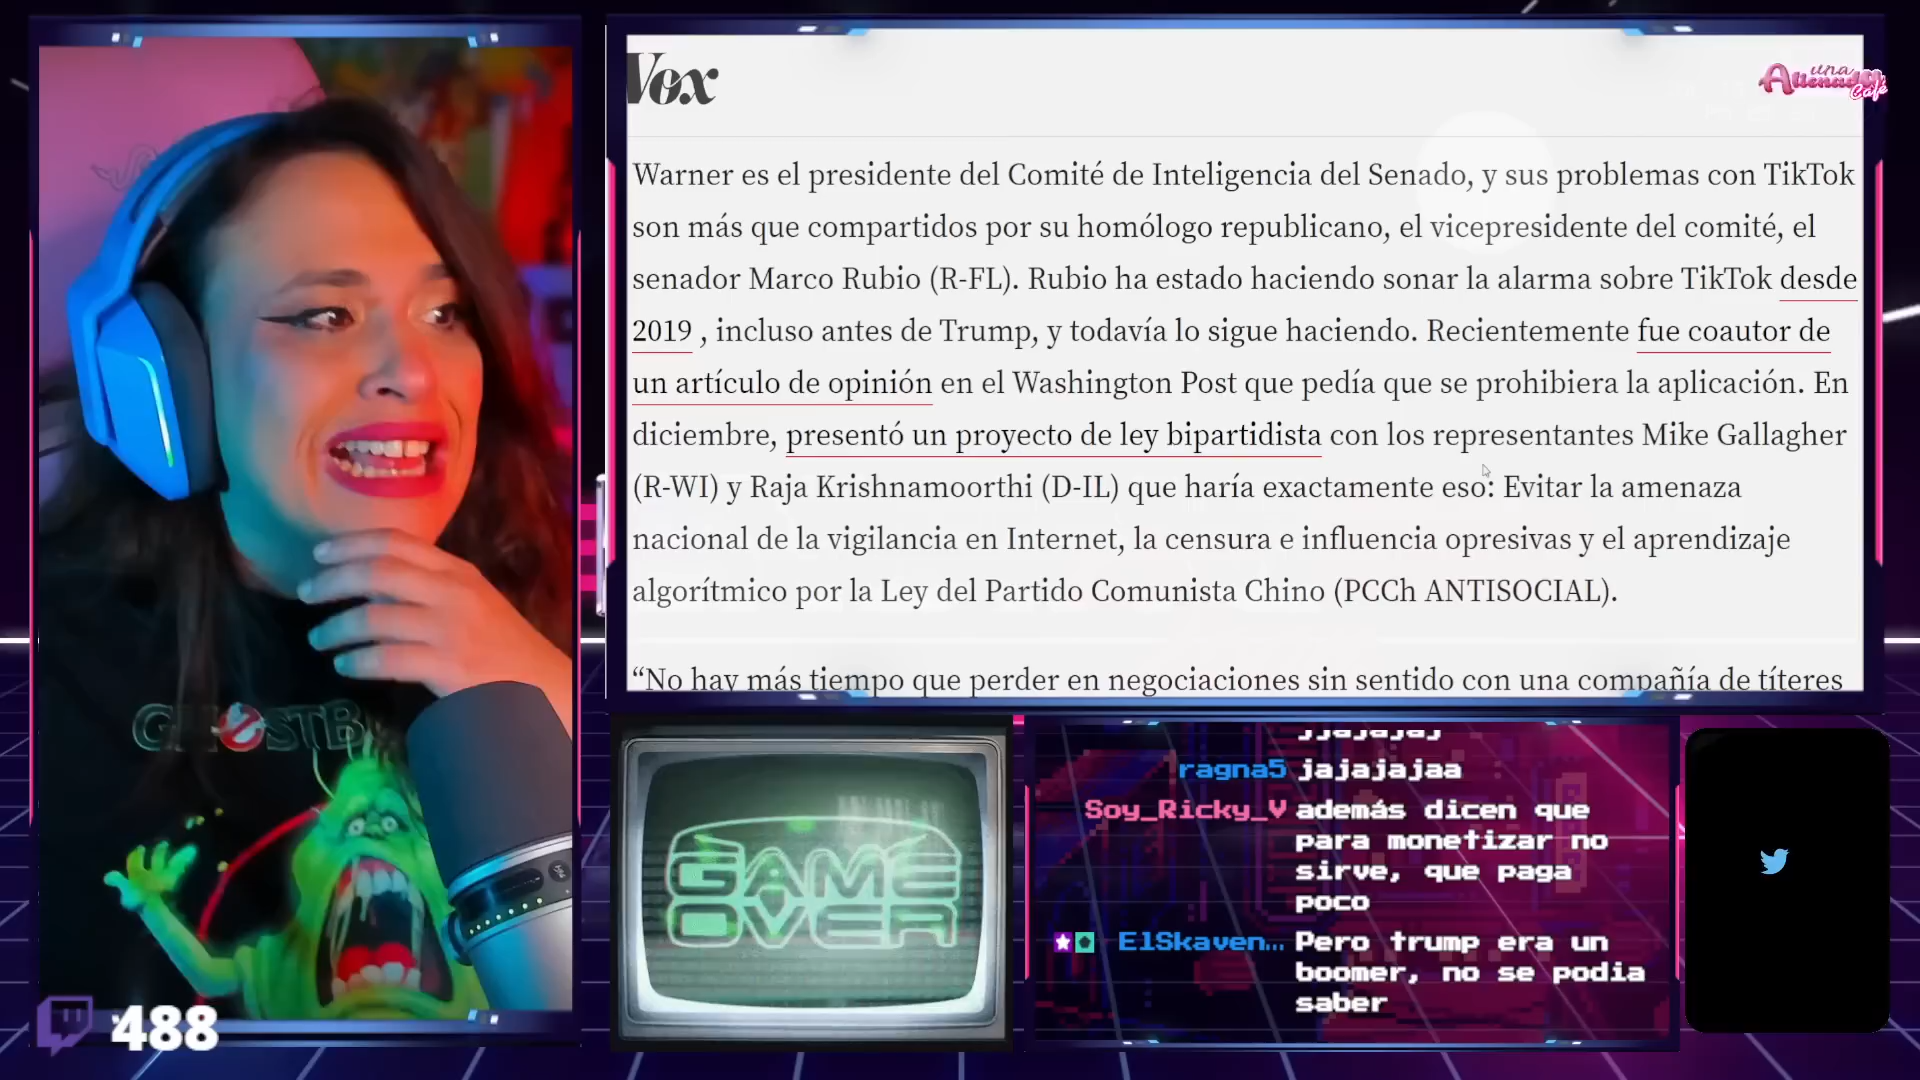 Vox
una
Alienada
Café
Warner es el presidente del Comité de Inteligencia del Senado, y sus problemas con TikTok
son más que compartidos por su homólogo republicano, el vicepresidente del comité, el
senador Marco Rubio (R-FL). Rubio ha estado haciendo sonar la alarma sobre TikTok desde
2019 , incluso antes de Trump, y todavía lo sigue haciendo. Recientemente fue coautor de
un artículo de opinión en el Washington Post que pedía que se prohibiera la aplicación. En
diciembre, presentó un proyecto de ley bipartidista con los representantes Mike Gallagher
(R-WI) y Raja Krishnamoorthi (D-IL) que haría exactamente eso: Evitar la amenaza
nacional de la vigilancia en Internet, la censura e influencia opresivas y el aprendizaje
algorítmico por la Ley del Partido Comunista Chino (PCCh ANTISOCIAL).
“No hay más tiempo que perder en negociaciones sin sentido con una compañía de títeres
GHOSTB
488
GAME
OVER
jjajajaj
ragna5 jajajajaa
Soy_Ricky_V además dicen que
para monetizar no
sirve, que paga
poco
ElSkaven... Pero trump era un
boomer, no se podia
saber